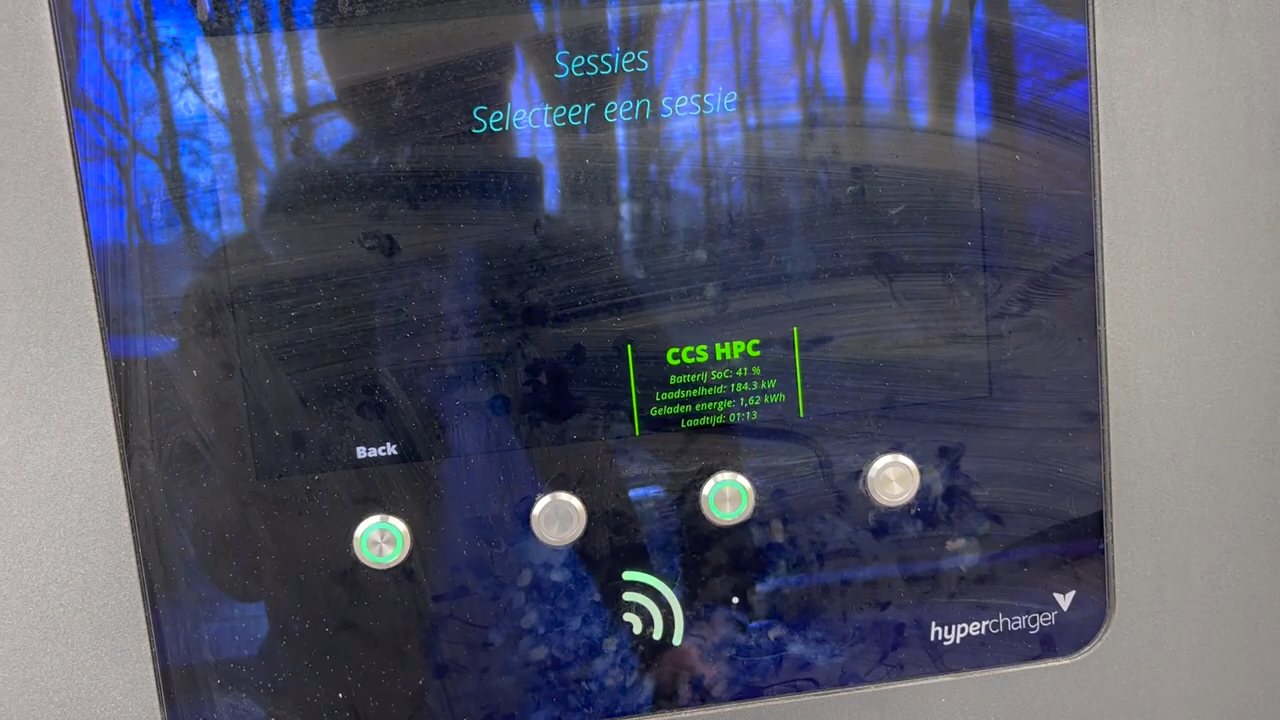 Sessies
Selecteer een sessie
CCS HPC
Batterij SoC: 41 %
Laadsnelheid: 184.3 kW
Geladen energie: 1,62 kWh
Laadtijd: 01:13
Back
hypercharger